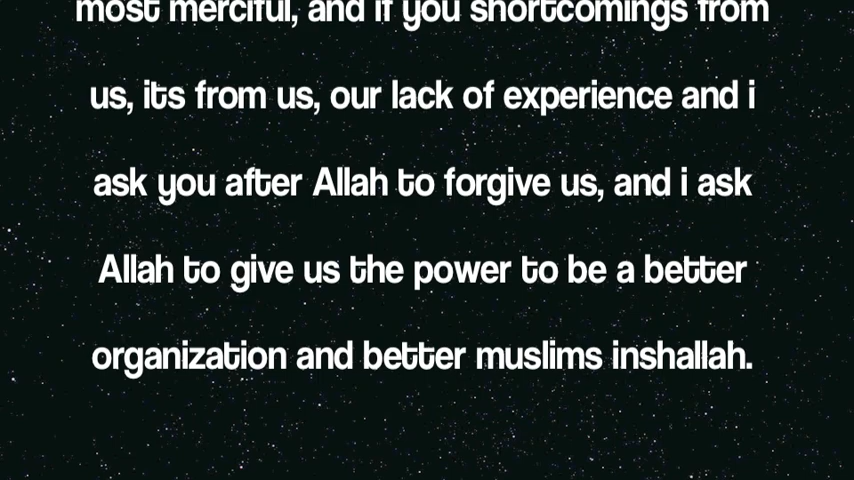 most merciful, and if you shortcomings from
us, its from us, our lack of experience and i
ask you after Allah to forgive us, and i ask
Allah to give us the power to be a better
organization and better muslims inshallah.